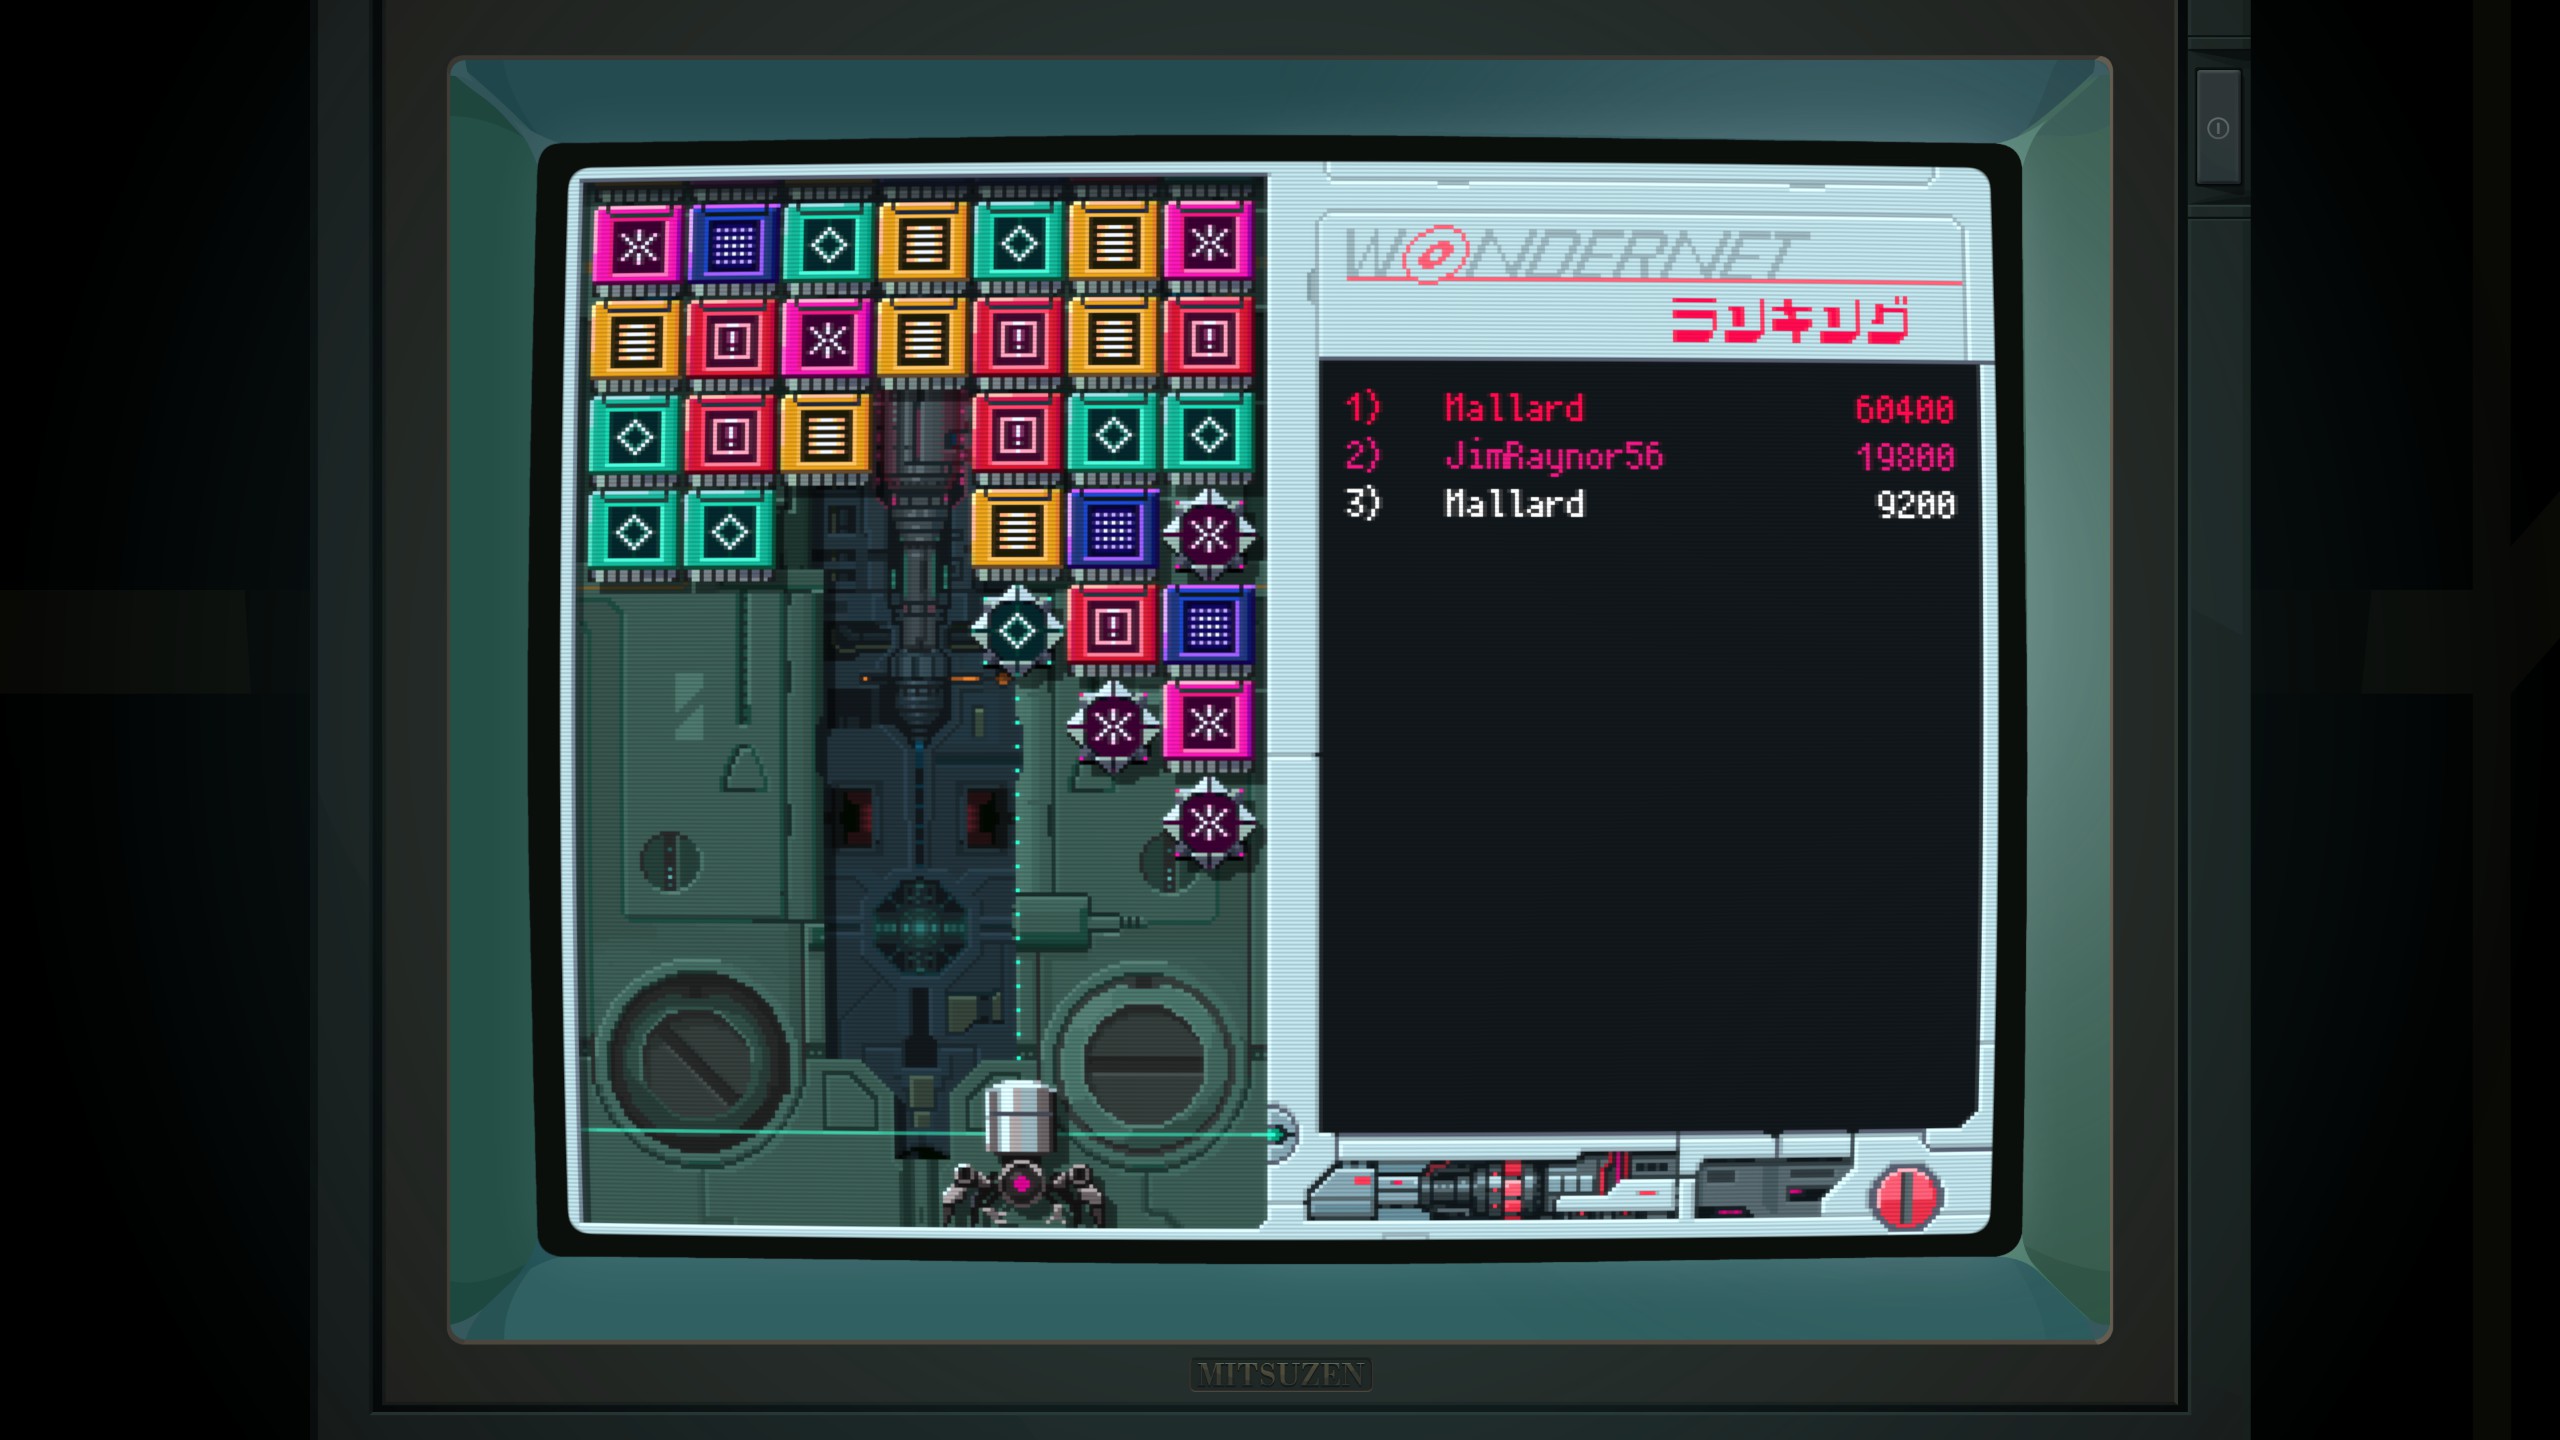 WONDERNET
ランキング
1) Mallard 60400
2) JimRaynor56 19800
3) Mallard 9200
MITSUZEN